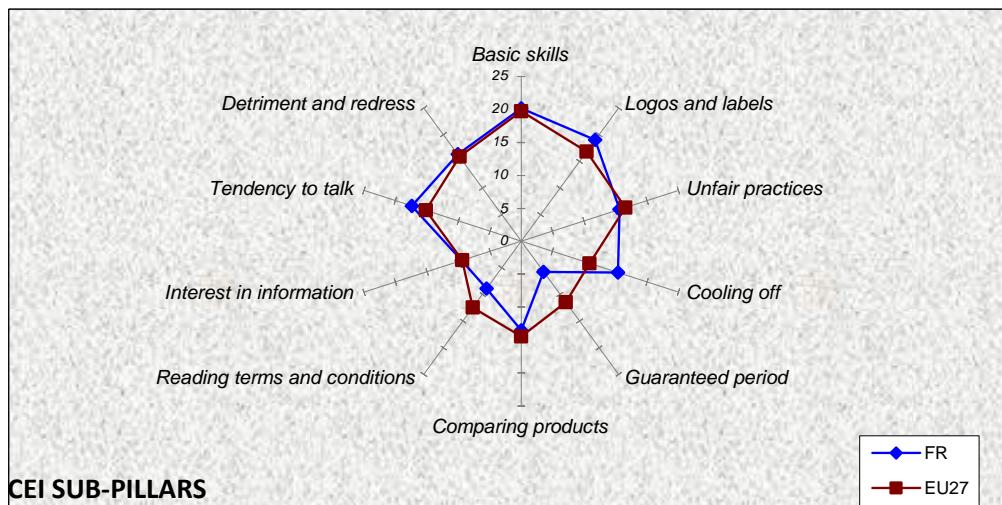 Basic skills
25
Detriment and redress
20
Logos and labels
15
10
Tendency to talk
5
Unfair practices
0
Interest in information
Cooling off
Reading terms and conditions
Guaranteed period
Comparing products
FR
EU27
CEI SUB-PILLARS